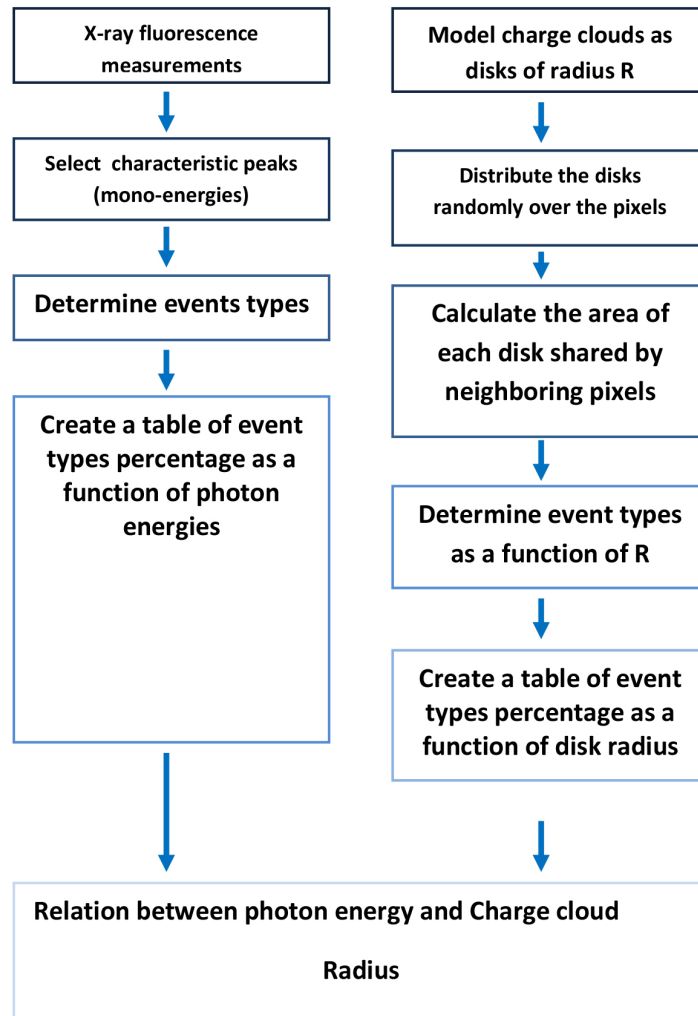 X-ray fluorescence
measurements
Select  characteristic peaks
(mono-energies)
Determine events types
Create a table of event
types percentage as a
function of photon
energies
Model charge clouds as
disks of radius R
Distribute the disks
randomly over the pixels
Calculate the area of
each disk shared by
neighboring pixels
Determine event types
as a function of R
Create a table of event
types percentage as a
function of disk radius
Relation between photon energy and Charge cloud
Radius